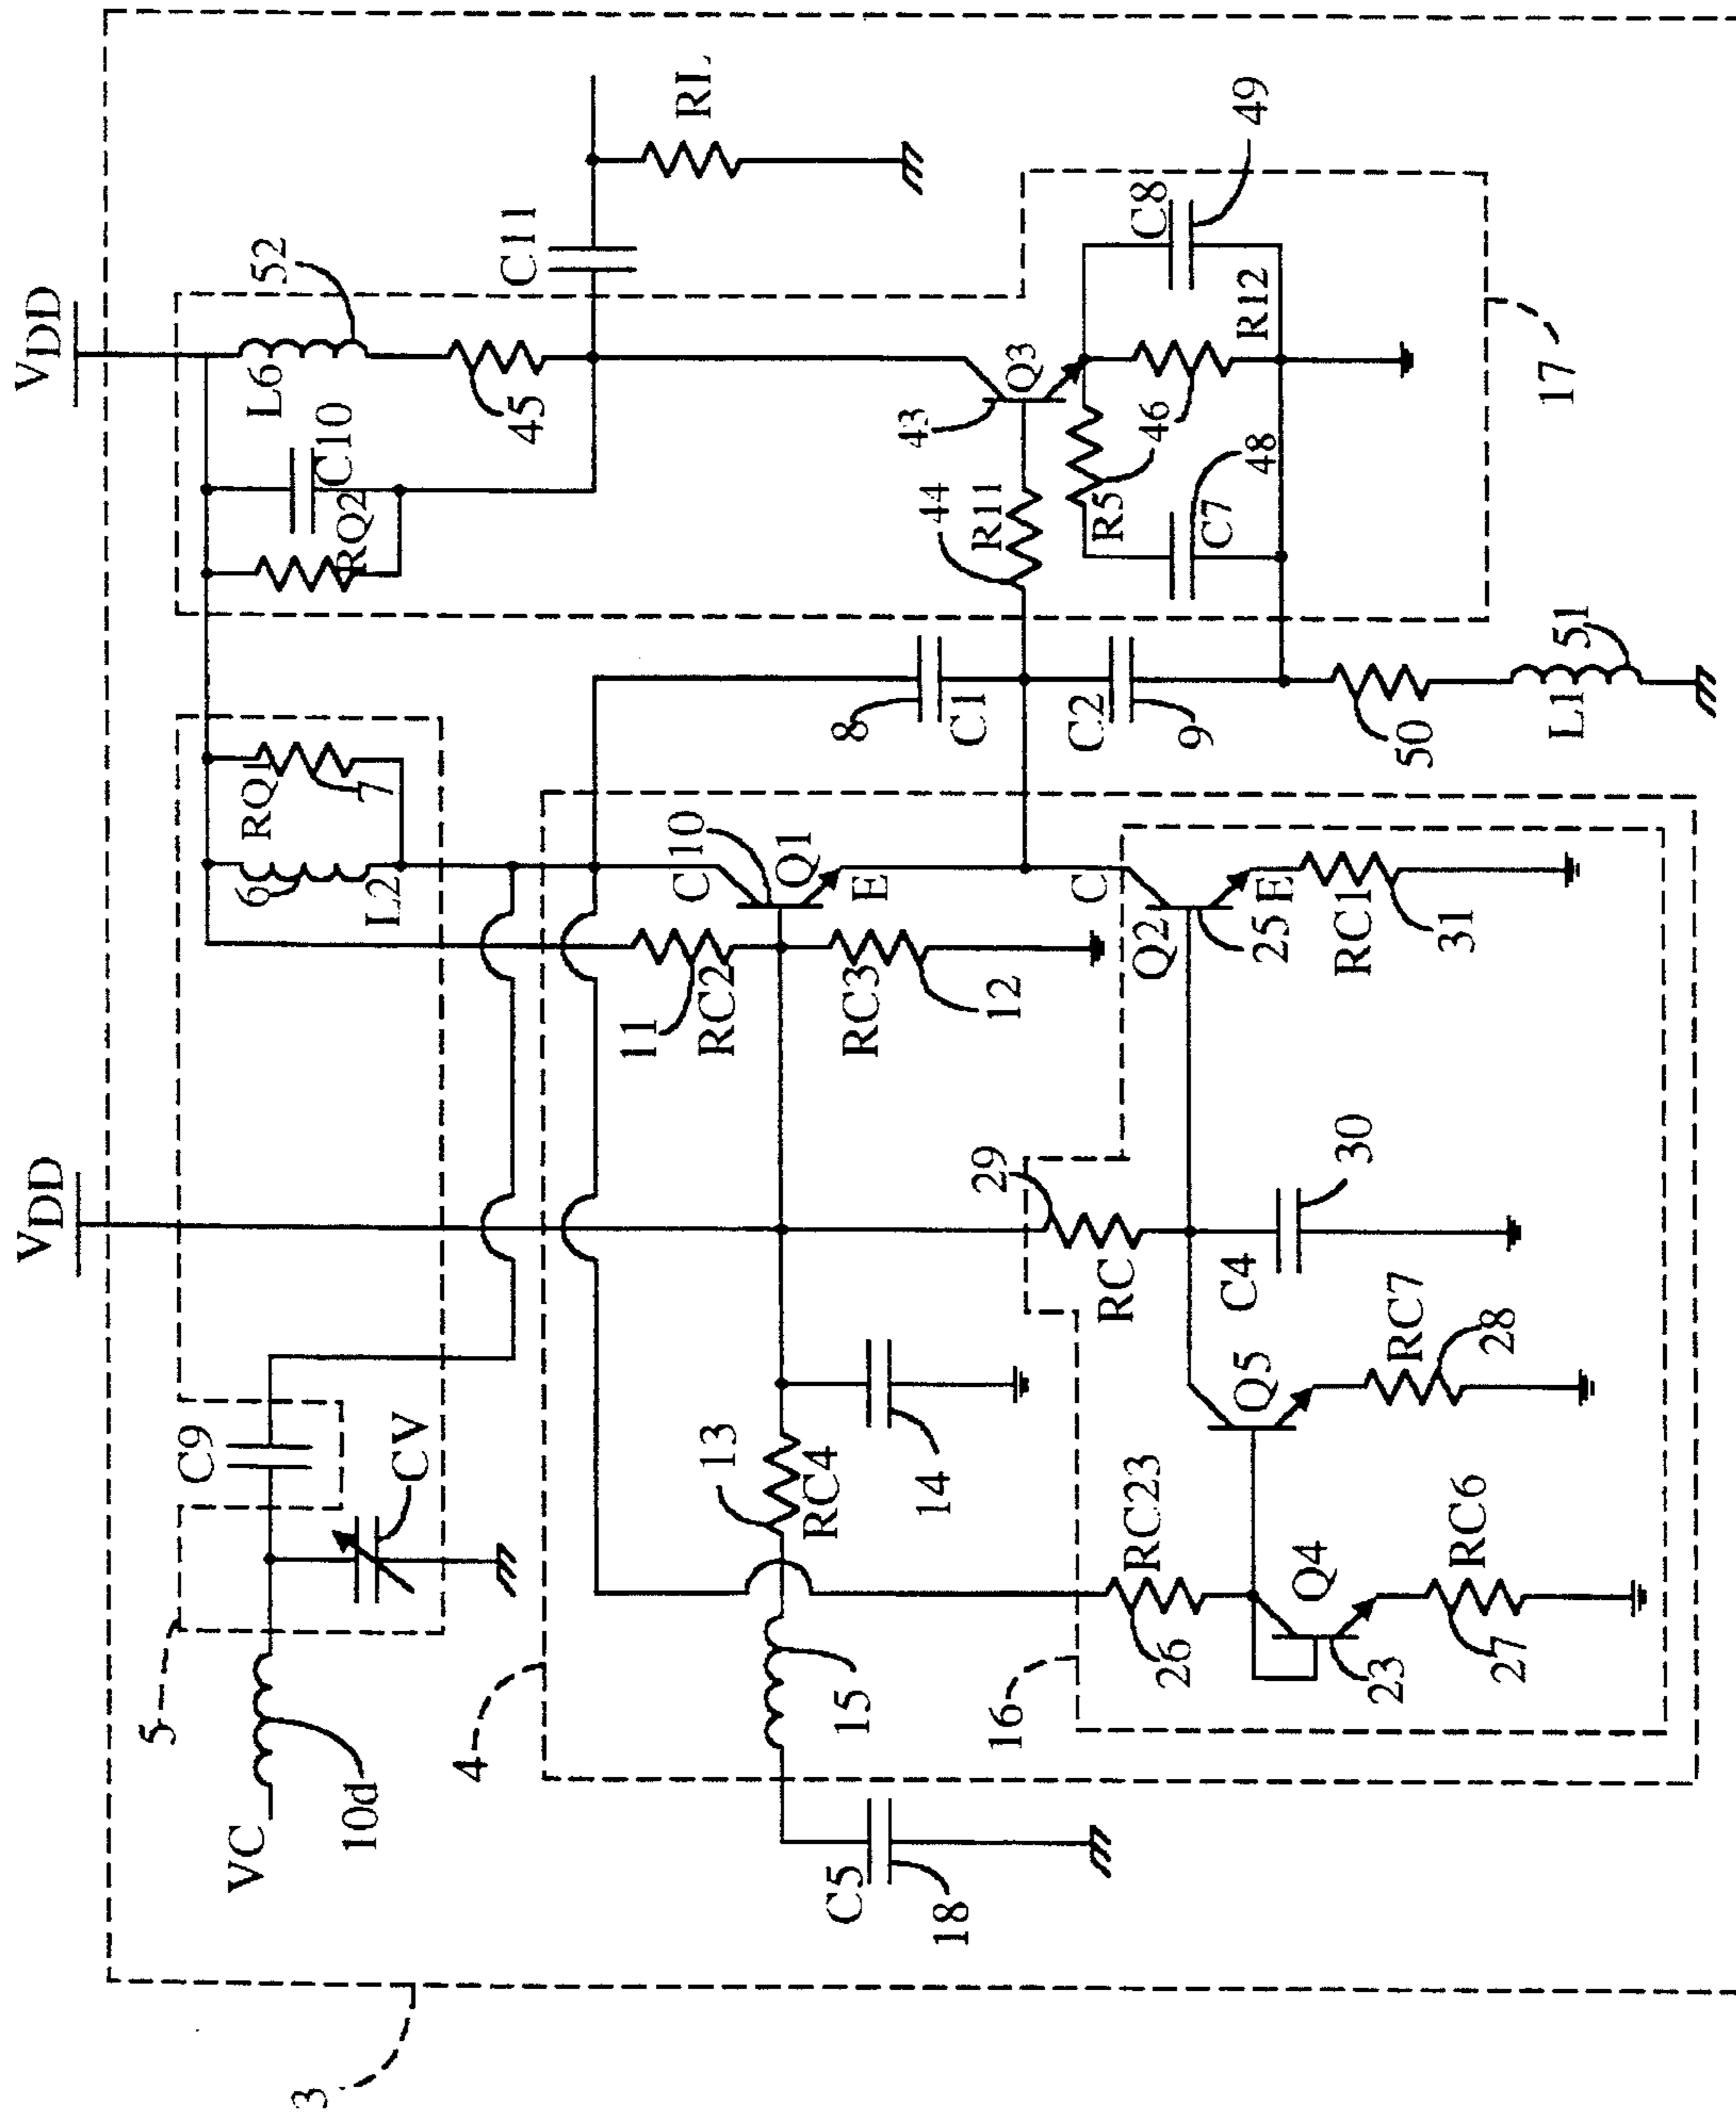 VDD
VDD
L6
52
C10
RQ2
45
C11
RL
RQ1
7
6
L2
C9
CV
5
VC
10d
3
4
C
10
Q1
E
11
RC2
RC3
12
8
C1
C2
9
43
Q3
44
R11
46
R5
C7
48
R12
C8
49
17
50
L1
51
13
RC4
14
15
C5
18
29
RC
C4
30
C
Q2
25
E
RC1
31
Q5
RC7
28
16
RC23
26
Q4
23
RC6
27